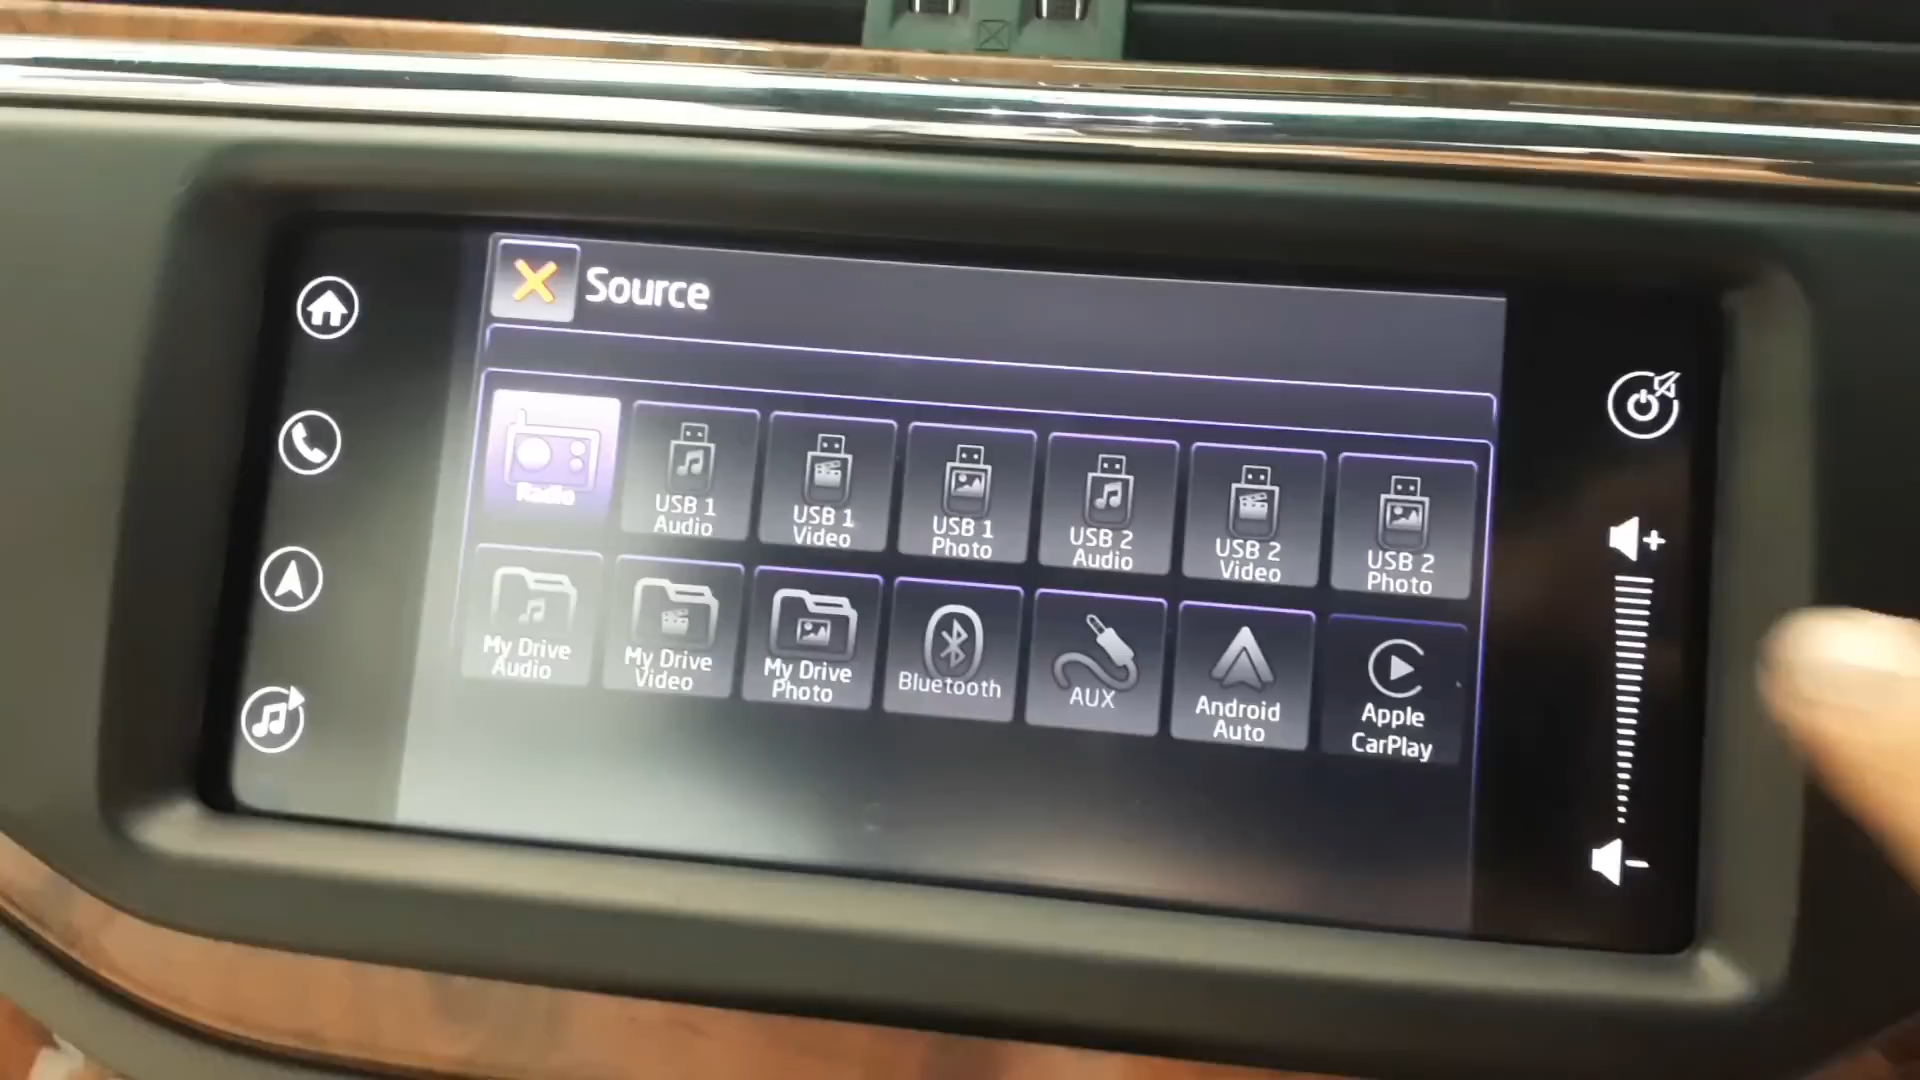 Source
Radio
USB 1
Audio
USB 1
Video
USB 1
Photo
USB 2
Audio
USB 2
Video
USB 2
Photo
My Drive
Audio
My Drive
Video
My Drive
Photo
Bluetooth
AUX
Android
Auto
Apple
CarPlay